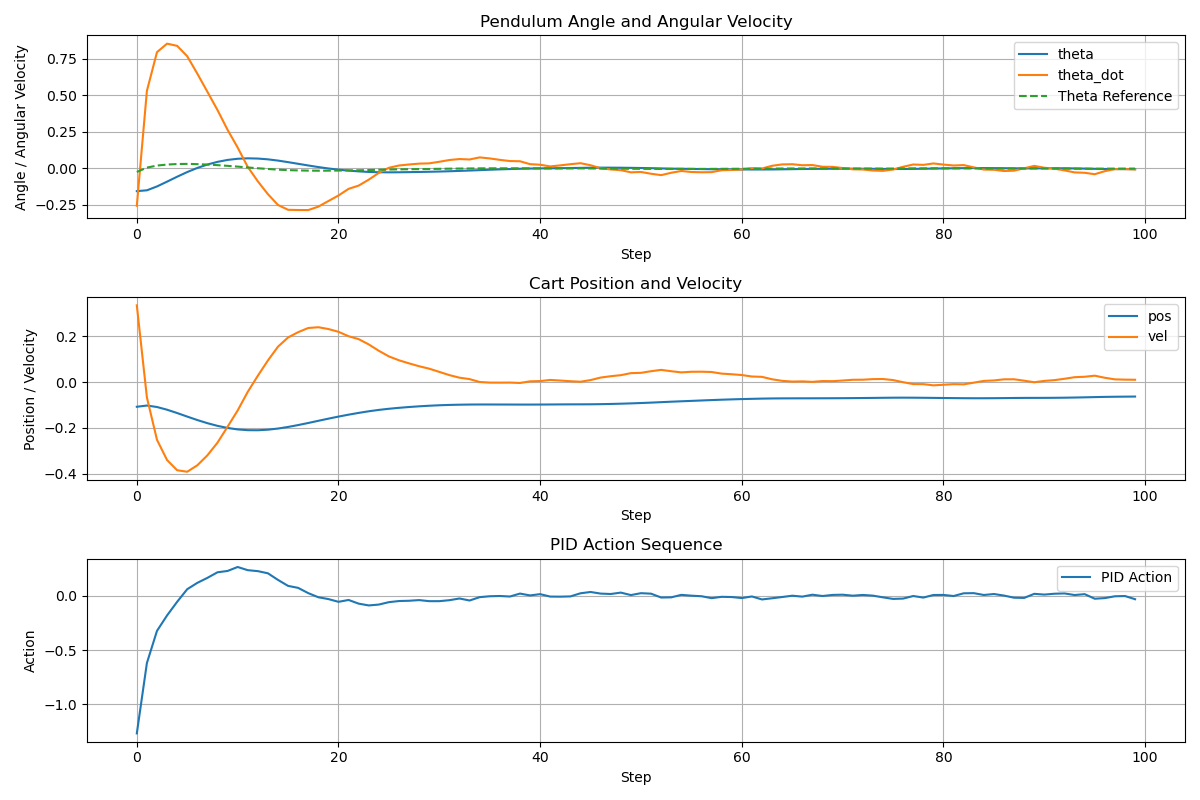 Pendulum Angle and Angular Velocity
Angle / Angular Velocity
0.75
0.50
0.25
0.00
−0.25
theta
theta_dot
Theta Reference
0 20 40 60 80 100
Step
Cart Position and Velocity
Position / Velocity
0.2
0.0
−0.2
−0.4
pos
vel
0 20 40 60 80 100
Step
PID Action Sequence
Action
0.0
−0.5
−1.0
PID Action
0 20 40 60 80 100
Step